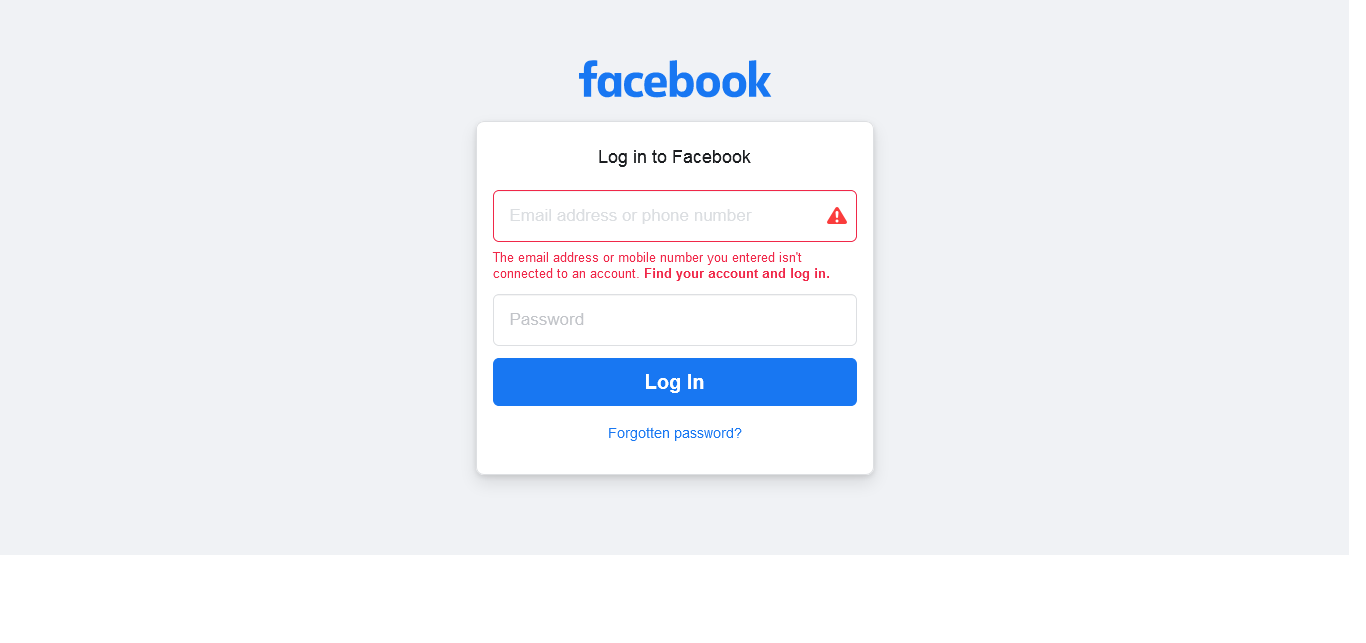 facebook
Log in to Facebook
Email address or phone number
The email address or mobile number you entered isn't
connected to an account. Find your account and log in.
Password
Log In
Forgotten password?